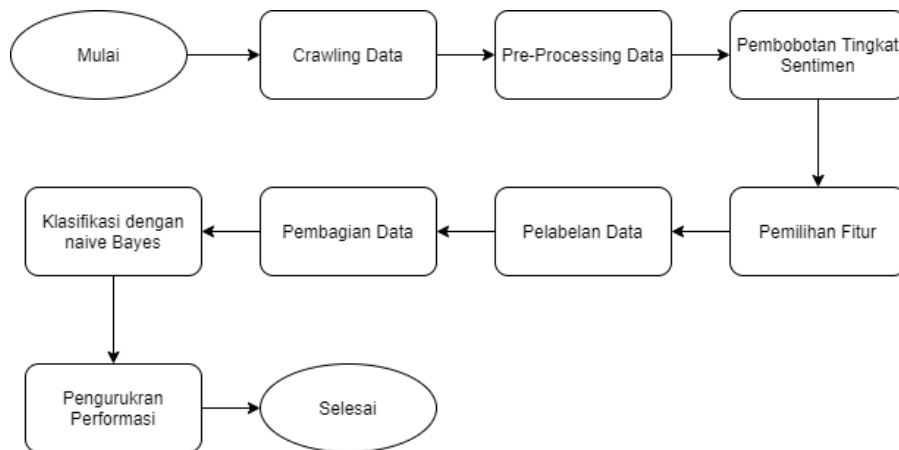 Mulai
Crawling Data
Pre-Processing Data
Pembobotan Tingkat
Sentimen
Pemilihan Fitur
Pelabelan Data
Pembagian Data
Klasifikasi dengan
naive Bayes
Pengurukran
Performasi
Selesai